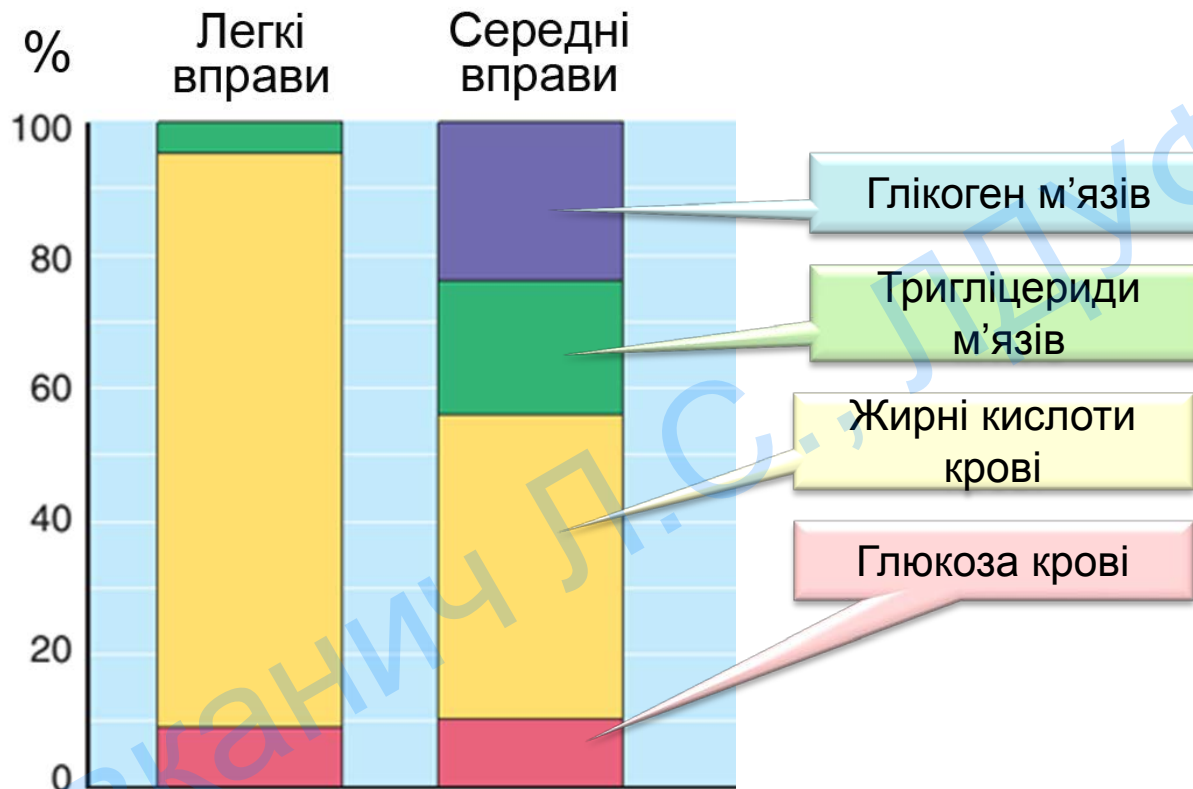 %
Легкі
вправи
Середні
вправи
100
80
60
40
20
0
Глікоген м’язів
Тригліцериди
м’язів
Жирні кислоти
крові
Глюкоза крові
Л.С., ЛДУФ